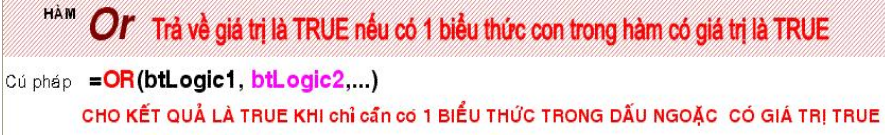 HÀM Or Trả về giá trị là TRUE nếu có 1 biểu thức con trong hàm có giá trị là TRUE
Cú pháp =OR(btLogic1, btLogic2,...)
CHO KẾT QUẢ LÀ TRUE KHI chỉ cần có 1 BIỂU THỨC TRONG DẤU NGOẶC CÓ GIÁ TRỊ TRUE